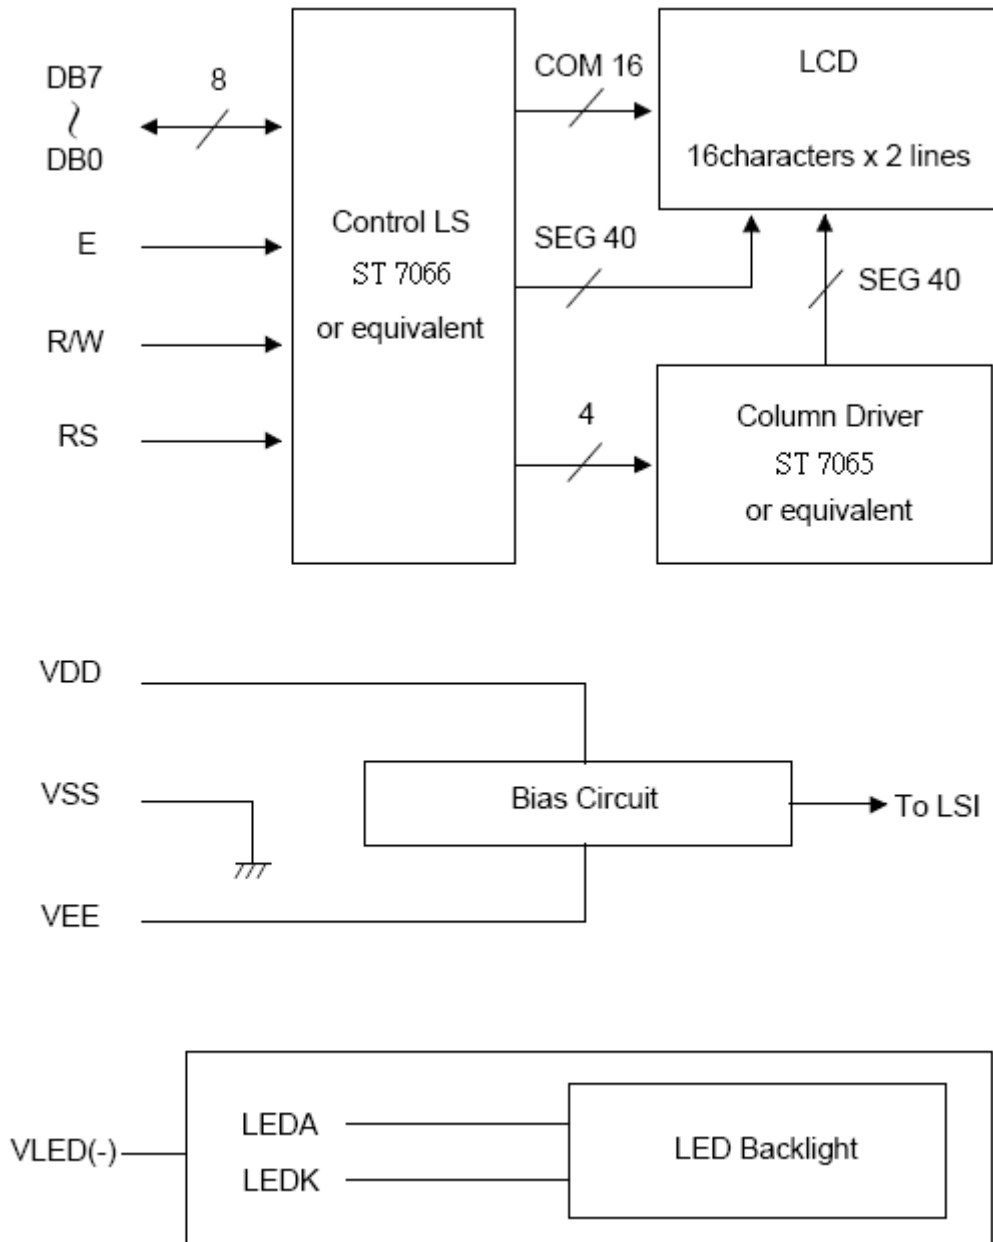 DB7
~
DB0
8
E
R/W
RS
Control LS
ST 7066
or equivalent
COM 16
SEG 40
4
LCD
16characters x 2 lines
SEG 40
Column Driver
ST 7065
or equivalent
VDD
VSS
VEE
Bias Circuit
To LSI
VLED(-)
LEDA
LEDK
LED Backlight